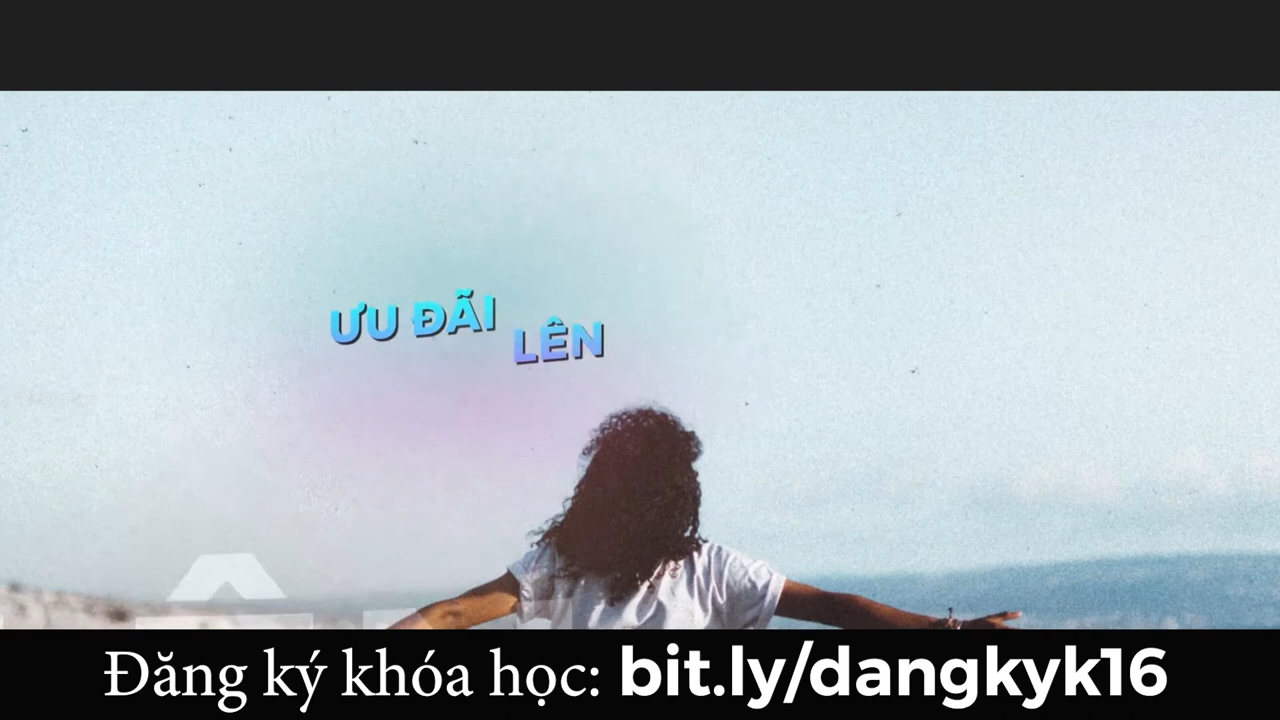 ƯU ĐÃI LÊN
Đăng ký khóa học: bit.ly/dangkyk16